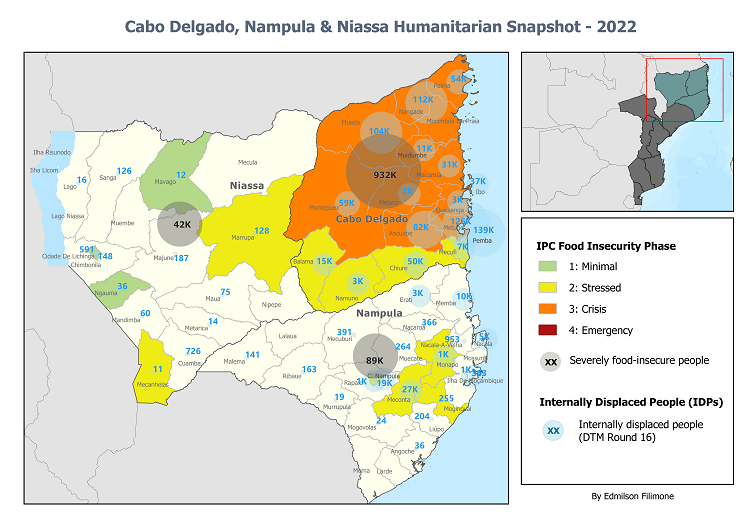 Cabo Delgado, Nampula & Niassa Humanitarian Snapshot - 2022
54K
Palma
112K
Nangade
Mueda
104K
Mocimboa da Praia
Ilha Risunodo
Ilha Licom
16
Lago
126
Sanga
12
Mavago
Mecula
11K
Muidumbe
31K
Macomia
932K
Niassa
37K
Ibo
Lago Niassa
Muembe
42K
59K
Montepuez
Meluco
3K
Quissanga
Cabo Delgado
128
Marrupa
82K
Ancuabe
126K
139K
Pemba
591
Cidade De Lichinga
148
Chimbonila
Majune
187
15K
Balama
50K
Chiure
7K
Mecufi
36
Ngauma
75
Maua
Nipepe
3K
Namuno
3K
Erati
10K
Memba
60
Mandimba
14
Metarica
Nampula
Lalaua
391
Mecuburi
366
Nacaroa
953
Nacala-A-Velha
5K
Nacala
11
Mecanhelas
726
Cuamba
141
Malema
163
Ribaue
89K
264
Muecate
1K
Monapo
Mossuril
1K
Rapale
C. Nampula
19K
1K
Ilha De Moçambique
19
Murrupula
27K
Meconta
255
Mogincual
24
Mogovolas
204
Liúpo
36
Angoche
Moma
Larde
IPC Food Insecurity Phase
1: Minimal
2: Stressed
3: Crisis
4: Emergency
xx Severely food-insecure people
Internally Displaced People (IDPs)
xx Internally displaced people
(DTM Round 16)
By Edmilson Filimone